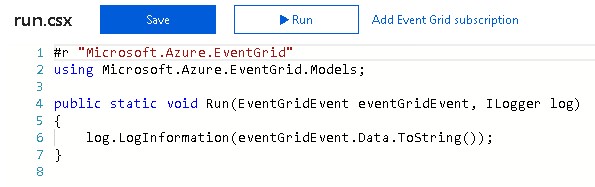 run.csx Save Run Add Event Grid subscription
1 #r "Microsoft.Azure.EventGrid"
2 using Microsoft.Azure.EventGrid.Models;
3
4 public static void Run(EventGridEvent eventGridEvent, ILogger log)
5 {
6     log.LogInformation(eventGridEvent.Data.ToString());
7 }
8